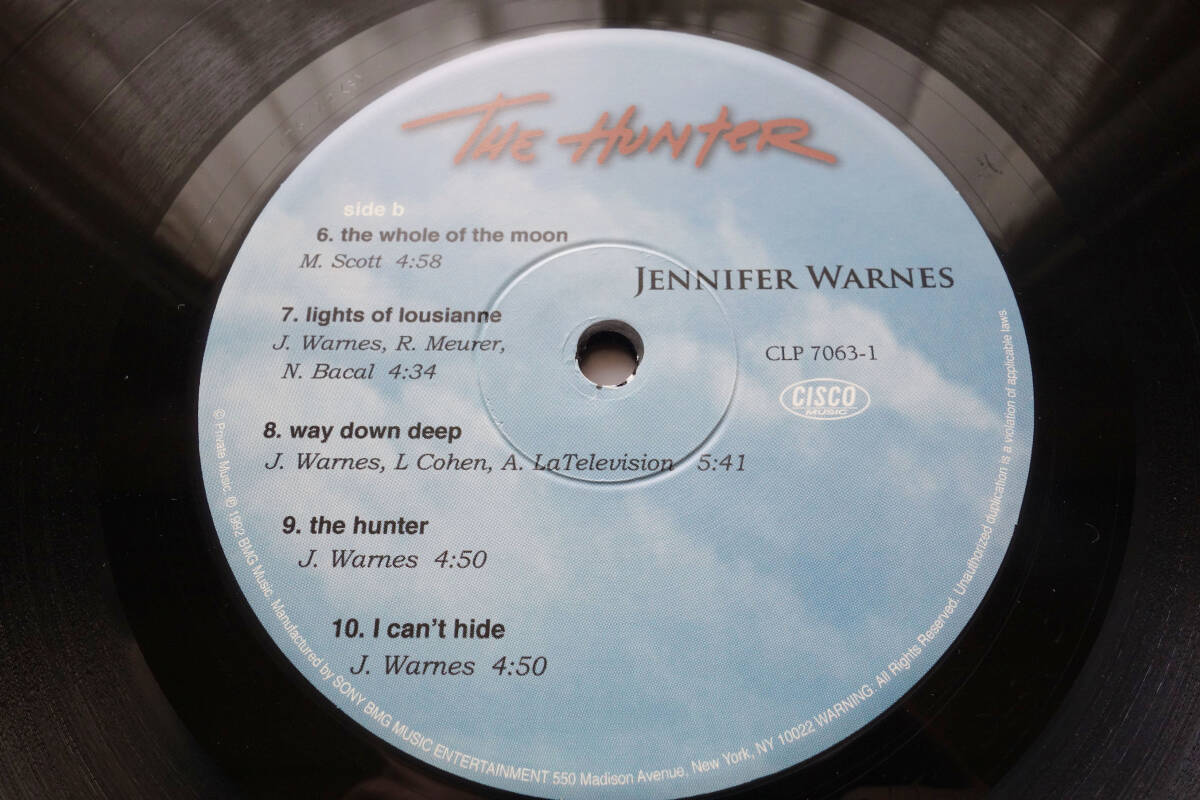 The Hunter
side b
6. the whole of the moon
M. Scott 4:58
JENNIFER WARNES
7. lights of lousianne
J. Warnes, R. Meurer,
N. Bacal 4:34
CLP 7063-1
CISCO
MUSIC
8. way down deep
J. Warnes, L Cohen, A. LaTelevision 5:41
9. the hunter
J. Warnes 4:50
10. I can't hide
J. Warnes 4:50
© Private Music. ℗ 1992 BMG Music. Manufactured by SONY BMG MUSIC ENTERTAINMENT 550 Madison Avenue, New York, NY 10022 WARNING. All Rights Reserved. Unauthorized duplication is a violation of applicable laws